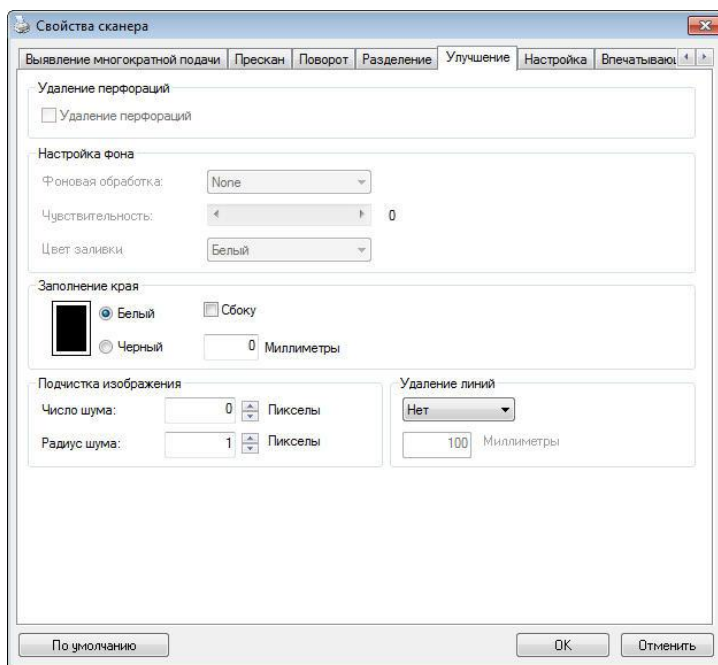 Свойства сканера
Выявление многократной подачи Прескан Поворот Разделение Улучшение Настройка
Удаление перфораций
Удаление перфораций
Настройка фона
Фоновая обработка: None
Чувствительность: 0
Цвет заливки Белый
Заполнение края
Белый Сбоку
Черный 0 Миллиметры
Подчистка изображения Удаление линий
Число шума: 0 Пикселы Нет
Радиус шума: 1 Пикселы 100 Миллиметры
По умолчанию OK Отменить